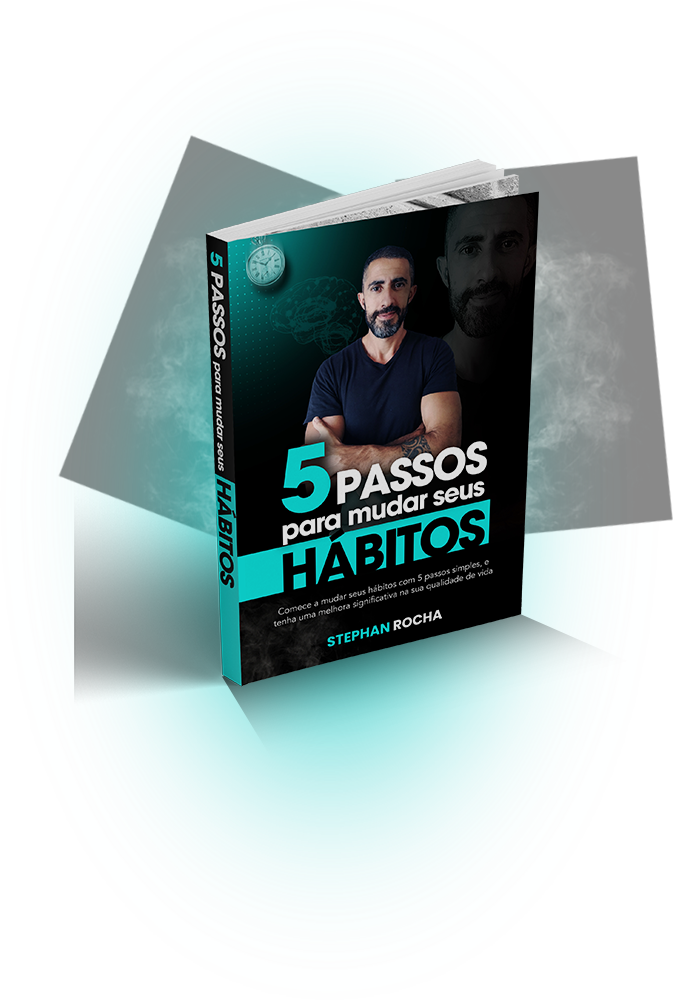 5 PASSOS para mudar seus HÁBITOS
5 PASSOS
para mudar seus
HÁBITOS
Comece a mudar seus hábitos com 5 passos simples, e
tenha uma melhora significativa na sua qualidade de vida
STEPHAN ROCHA